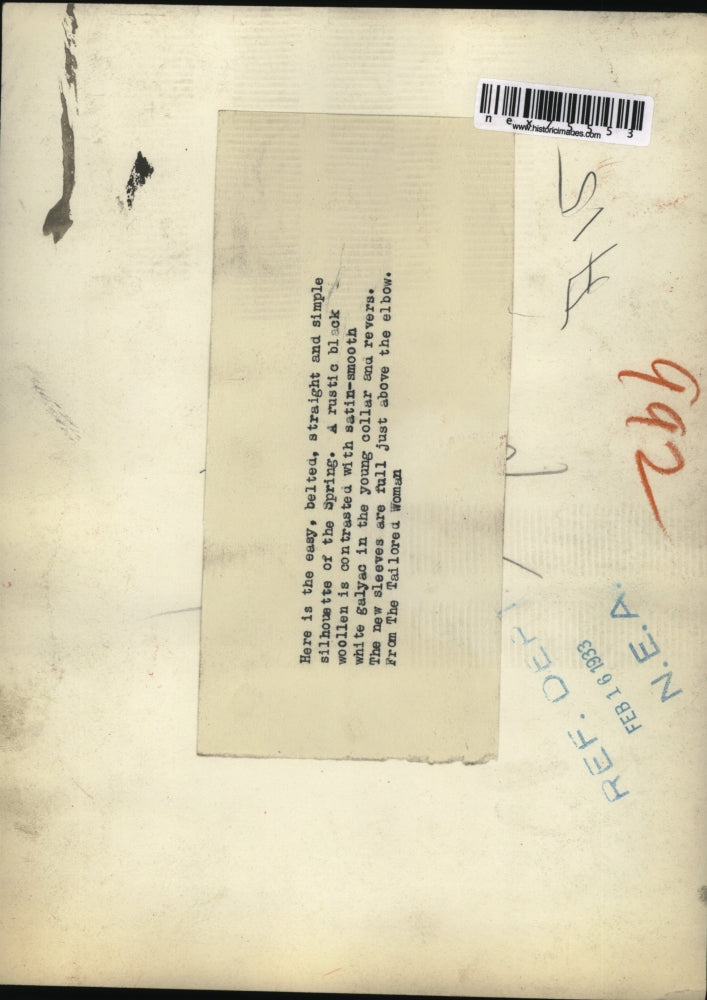 Here is the easy, belted, straight and simple
silhouette of the Spring. A rustic black
woollen is contrasted with satin-smooth
white galyac in the young collar and revers.
The new sleeves are full just above the elbow.
From The Tailored Woman
www.historicimages.com
992
REF. DEPT
FEB 16 1933
N.E.A.